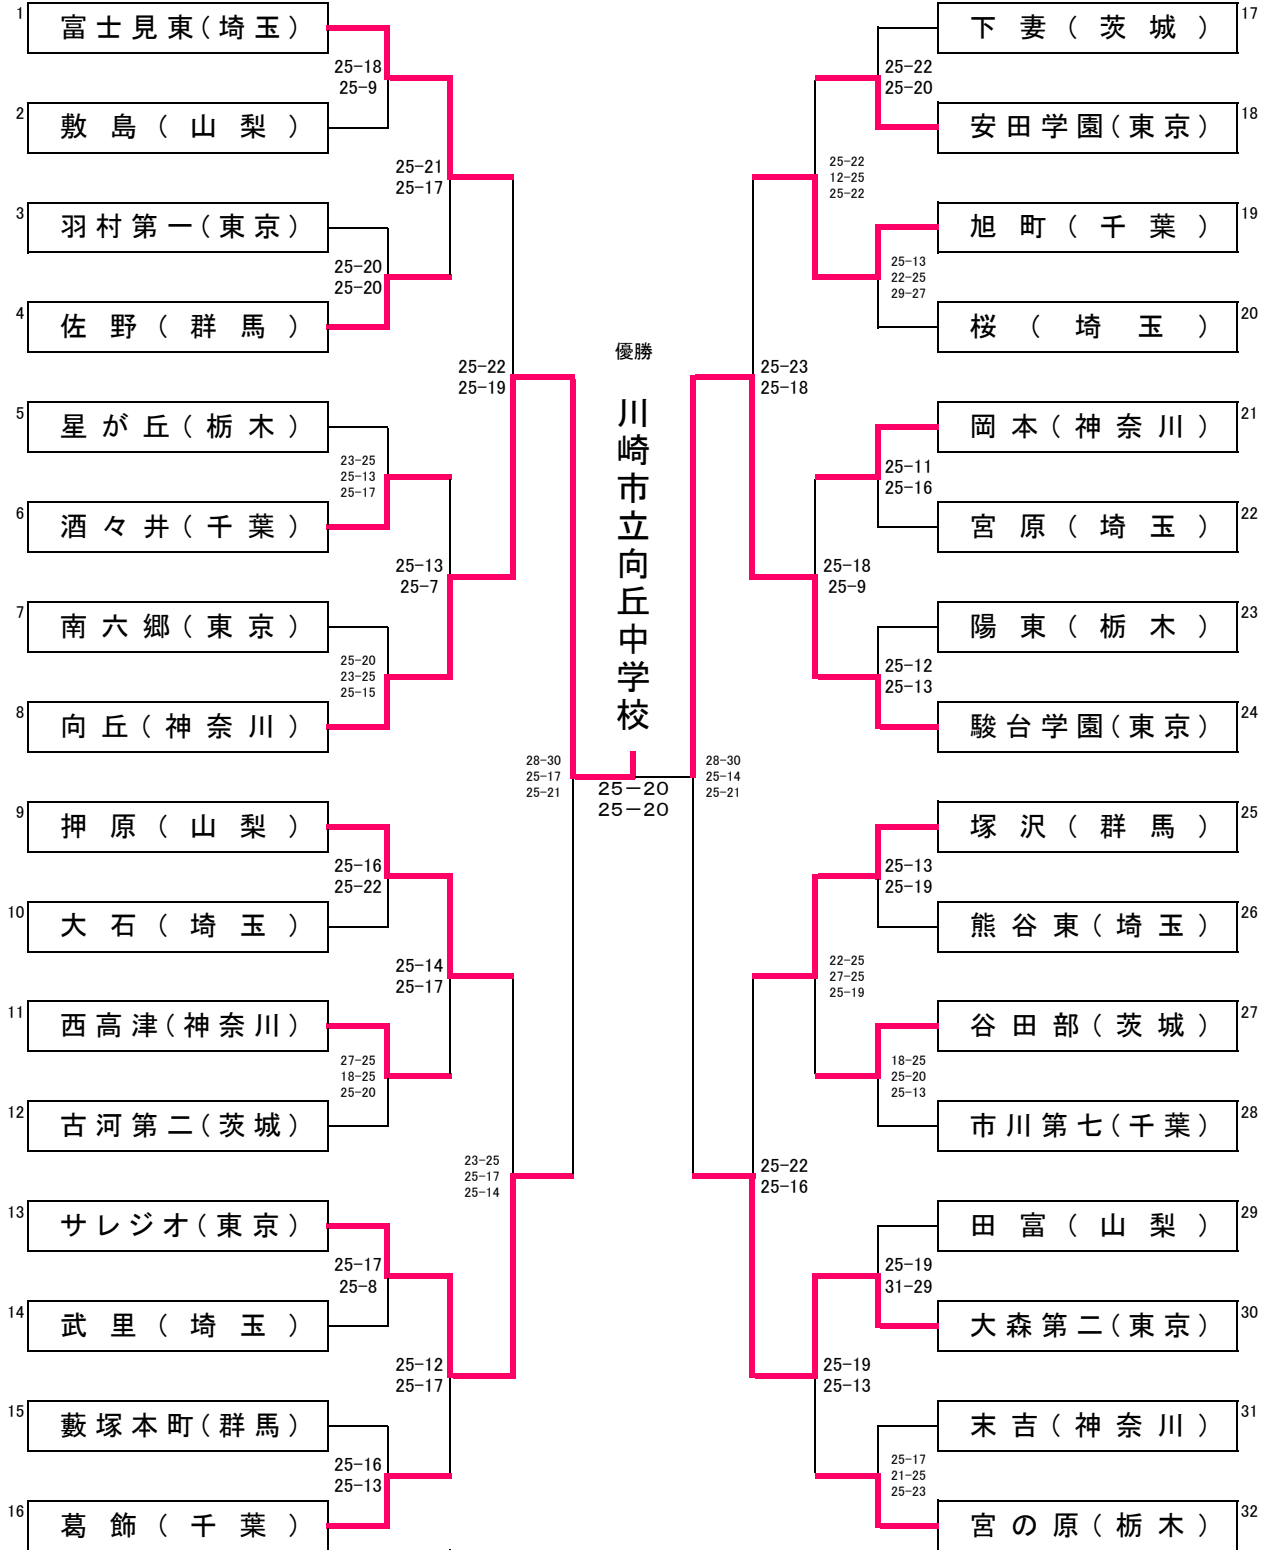 1 富士見東(埼玉)
25-18
25-9
2 敷島(山梨)
25-21
25-17
3 羽村第一(東京)
25-20
25-20
4 佐野(群馬)
25-22
25-19
5 星が丘(栃木)
23-25
25-13
25-17
6 酒々井(千葉)
25-13
25-7
7 南六郷(東京)
25-20
23-25
25-15
8 向丘(神奈川)
28-30
25-17
25-21
9 押原(山梨)
25-16
25-22
10 大石(埼玉)
25-14
25-17
11 西高津(神奈川)
27-25
18-25
25-20
12 古河第二(茨城)
23-25
25-17
25-14
13 サレジオ(東京)
25-17
25-8
14 武里(埼玉)
25-12
25-17
15 藪塚本町(群馬)
25-16
25-13
16 葛飾(千葉)
優勝
川崎市立向丘中学校
25-20
25-20
下妻(茨城) 17
25-22
25-20
安田学園(東京) 18
25-22
12-25
25-22
旭町(千葉) 19
25-13
22-25
29-27
桜(埼玉) 20
25-23
25-18
岡本(神奈川) 21
25-11
25-16
宮原(埼玉) 22
25-18
25-9
陽東(栃木) 23
25-12
25-13
駿台学園(東京) 24
28-30
25-14
25-21
塚沢(群馬) 25
25-13
25-19
熊谷東(埼玉) 26
22-25
27-25
25-19
谷田部(茨城) 27
18-25
25-20
25-13
市川第七(千葉) 28
25-22
25-16
田富(山梨) 29
25-19
31-29
大森第二(東京) 30
25-19
25-13
末吉(神奈川) 31
25-17
21-25
25-23
宮の原(栃木) 32